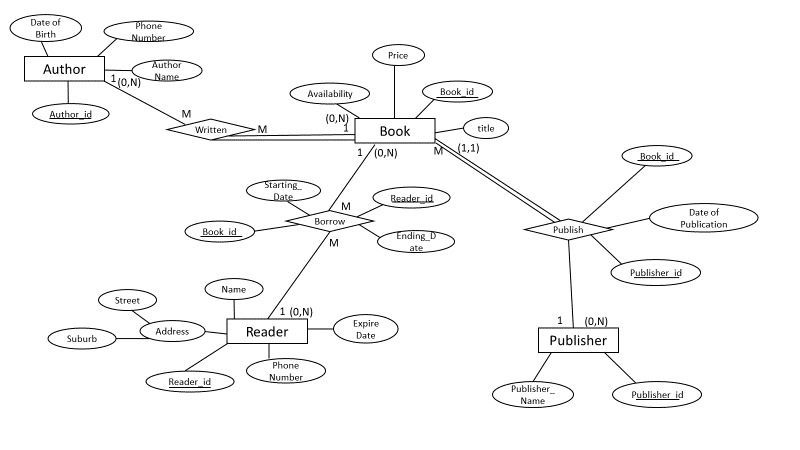 Date of
Birth
Phone
Number
Author
1
(0,N)
Author
Name
Author_id
M
Written
M
Price
Availability
Book_id
(0,N)
1
Book
title
1
(0,N)
M
(1,1)
Starting_
Date
M
Reader_id
Book_id
Borrow
Ending_D
ate
M
Book_id
Date of
Publication
Publish
Publisher_id
Name
Street
1
(0,N)
Suburb
Address
Reader
Expire
Date
Reader_id
Phone
Number
1
(0,N)
Publisher
Publisher_
Name
Publisher_id